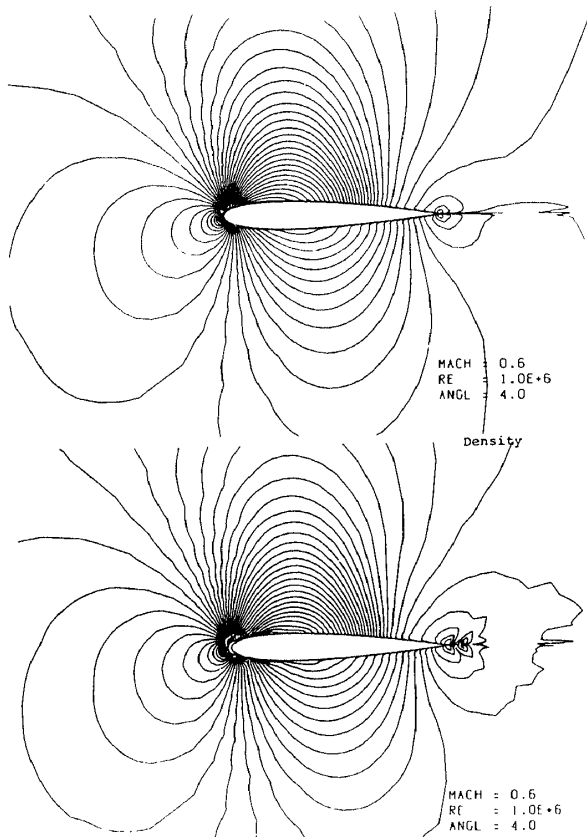 MACH = 0.6
RE = 1.0E+6
ANGL = 4.0
Density
MACH = 0.6
RE = 1.0E+6
ANGL = 4.0